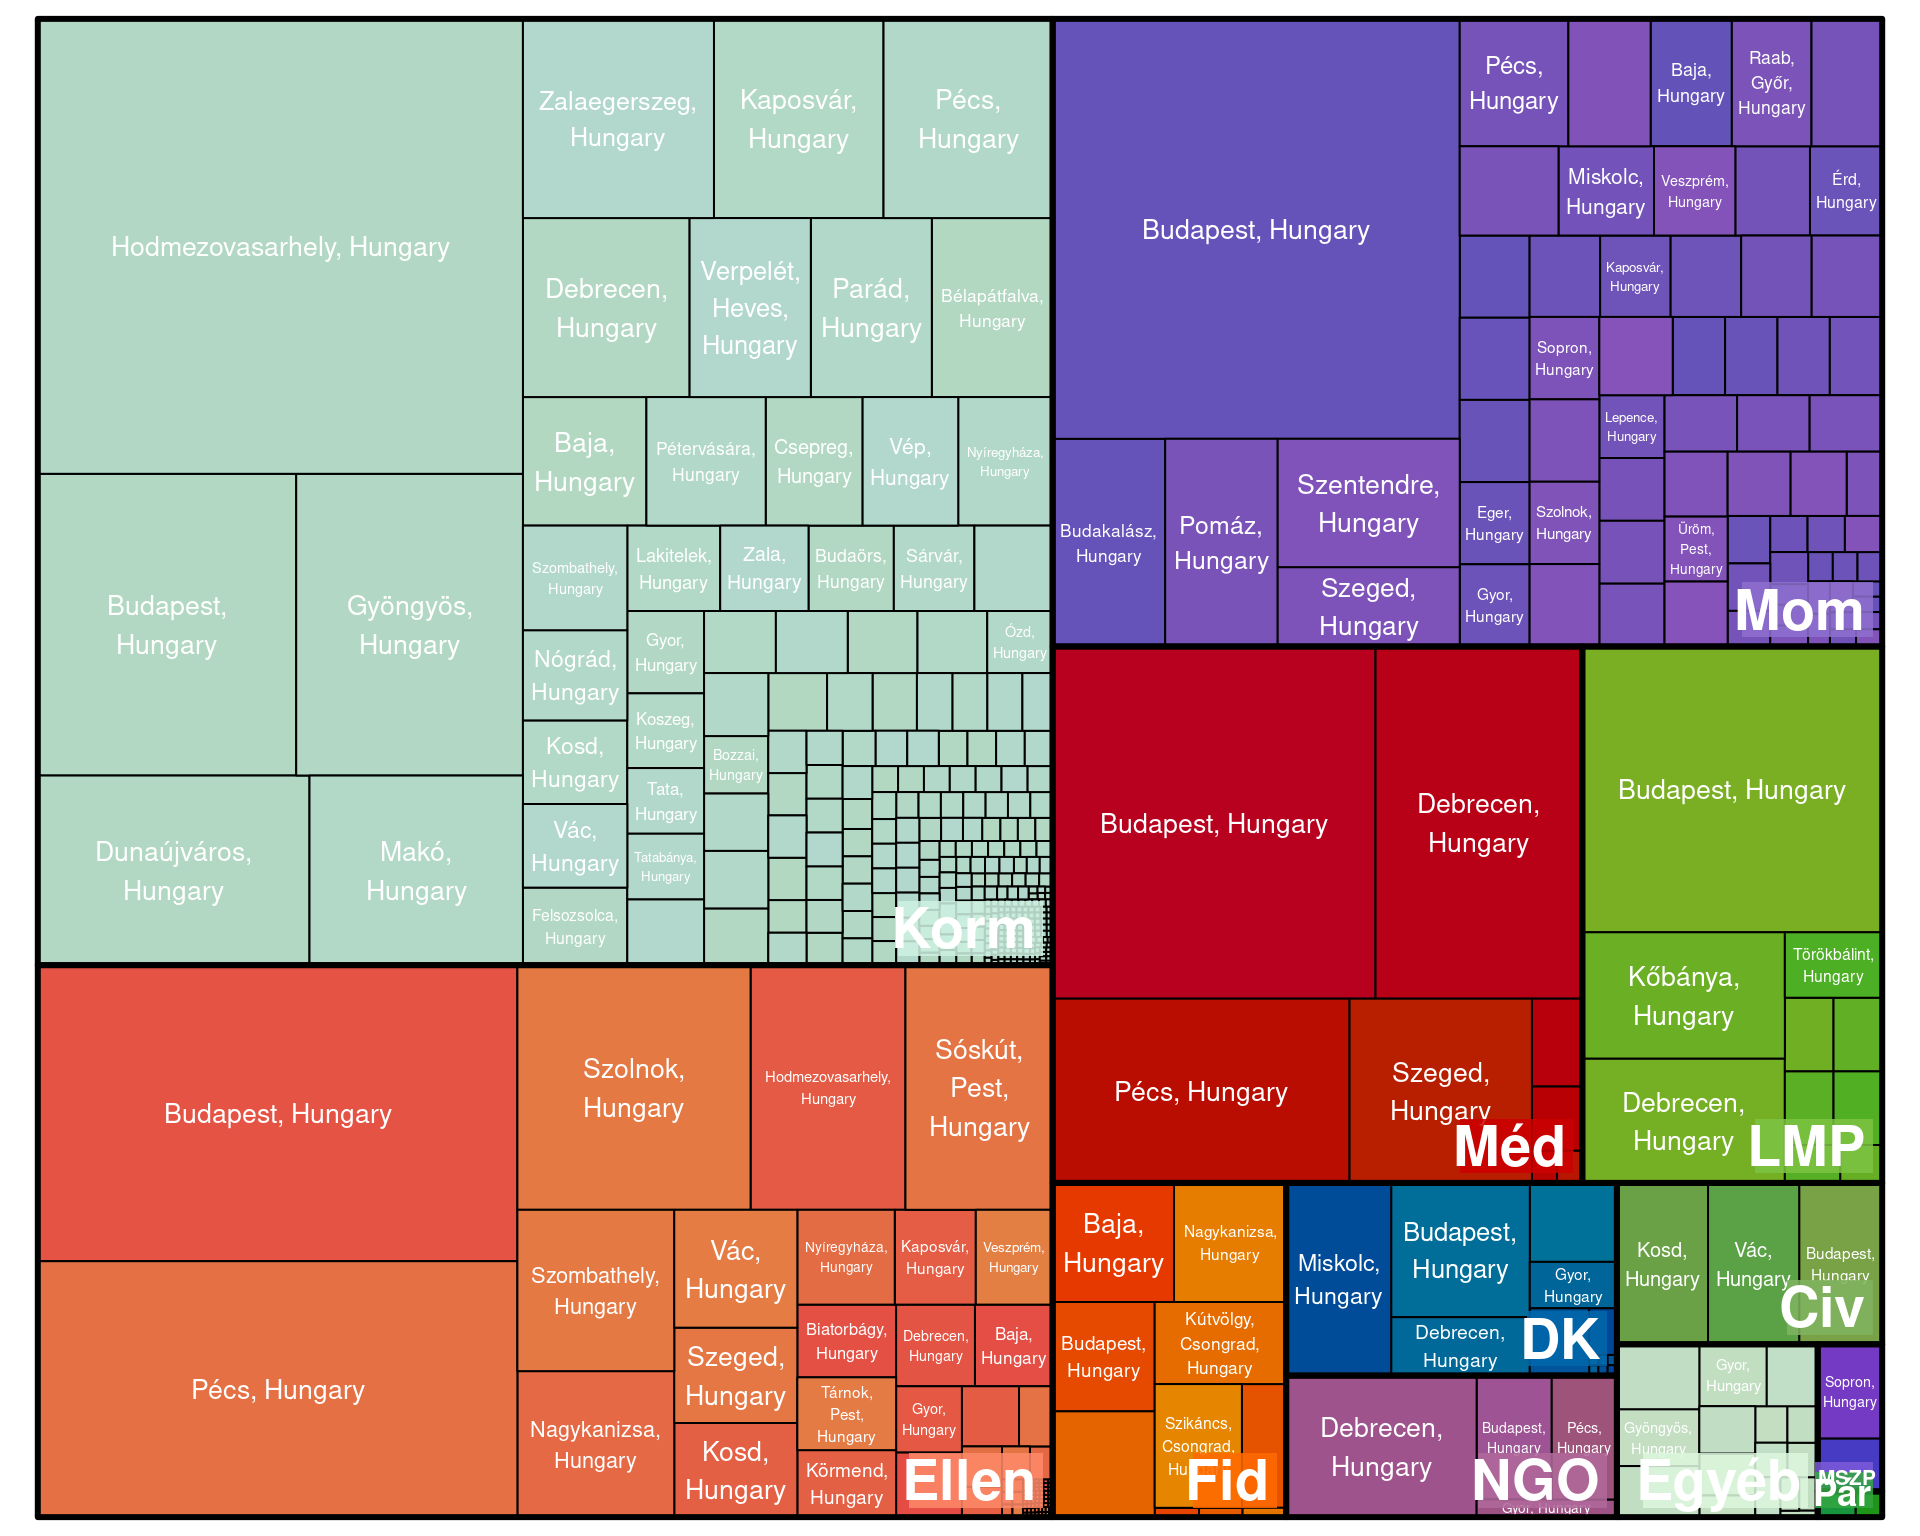 Hodmezovasarhely, Hungary
Budapest,
Hungary
Gyöngyös,
Hungary
Dunaújváros,
Hungary
Makó,
Hungary
Zalaegerszeg,
Hungary
Kaposvár,
Hungary
Pécs,
Hungary
Debrecen,
Hungary
Verpelét,
Heves,
Hungary
Parád,
Hungary
Bélapátfalva,
Hungary
Baja,
Hungary
Pétervására,
Hungary
Csepreg,
Hungary
Vép,
Hungary
Nyíregyháza,
Hungary
Szombathely,
Hungary
Lakitelek,
Hungary
Zala,
Hungary
Budaörs,
Hungary
Sárvár,
Hungary
Nógrád,
Hungary
Gyor,
Hungary
Ózd,
Hungary
Kosd,
Hungary
Koszeg,
Hungary
Bozzai,
Hungary
Vác,
Hungary
Tata,
Hungary
Tatabánya,
Hungary
Felsozsolca,
Hungary
Korm
Budapest, Hungary
Pécs,
Hungary
Baja,
Hungary
Raab,
Győr,
Hungary
Miskolc,
Hungary
Veszprém,
Hungary
Érd,
Hungary
Kaposvár,
Hungary
Sopron,
Hungary
Lepence,
Hungary
Budakalász,
Hungary
Pomáz,
Hungary
Szentendre,
Hungary
Szeged,
Hungary
Eger,
Hungary
Szolnok,
Hungary
Gyor,
Hungary
Üröm,
Pest,
Hungary
Mom
Budapest, Hungary
Debrecen,
Hungary
Pécs, Hungary
Szeged,
Hungary
Méd
Budapest, Hungary
Kőbánya,
Hungary
Törökbálint,
Hungary
Debrecen,
Hungary
LMP
Budapest, Hungary
Pécs, Hungary
Szolnok,
Hungary
Hodmezovasarhely,
Hungary
Sóskút,
Pest,
Hungary
Szombathely,
Hungary
Vác,
Hungary
Nyíregyháza,
Hungary
Kaposvár,
Hungary
Veszprém,
Hungary
Szeged,
Hungary
Biatorbágy,
Hungary
Debrecen,
Hungary
Baja,
Hungary
Nagykanizsa,
Hungary
Tárnok,
Pest,
Hungary
Gyor,
Hungary
Kosd,
Hungary
Körmend,
Hungary
Ellen
Baja,
Hungary
Nagykanizsa,
Hungary
Budapest,
Hungary
Kútvölgy,
Csongrad,
Hungary
Szikáncs,
Csongrad,
Fid
Miskolc,
Hungary
Budapest,
Hungary
Gyor,
Hungary
Debrecen,
Hungary
DK
Debrecen,
Hungary
Budapest,
Hungary
Pécs,
Hungary
Gyor, Hungary
NGO
Kosd,
Hungary
Vác,
Hungary
Budapest,
Hungary
Civ
Gyor,
Hungary
Gyöngyös,
Hungary
Egyéb
Sopron,
Hungary
MSZP
Par